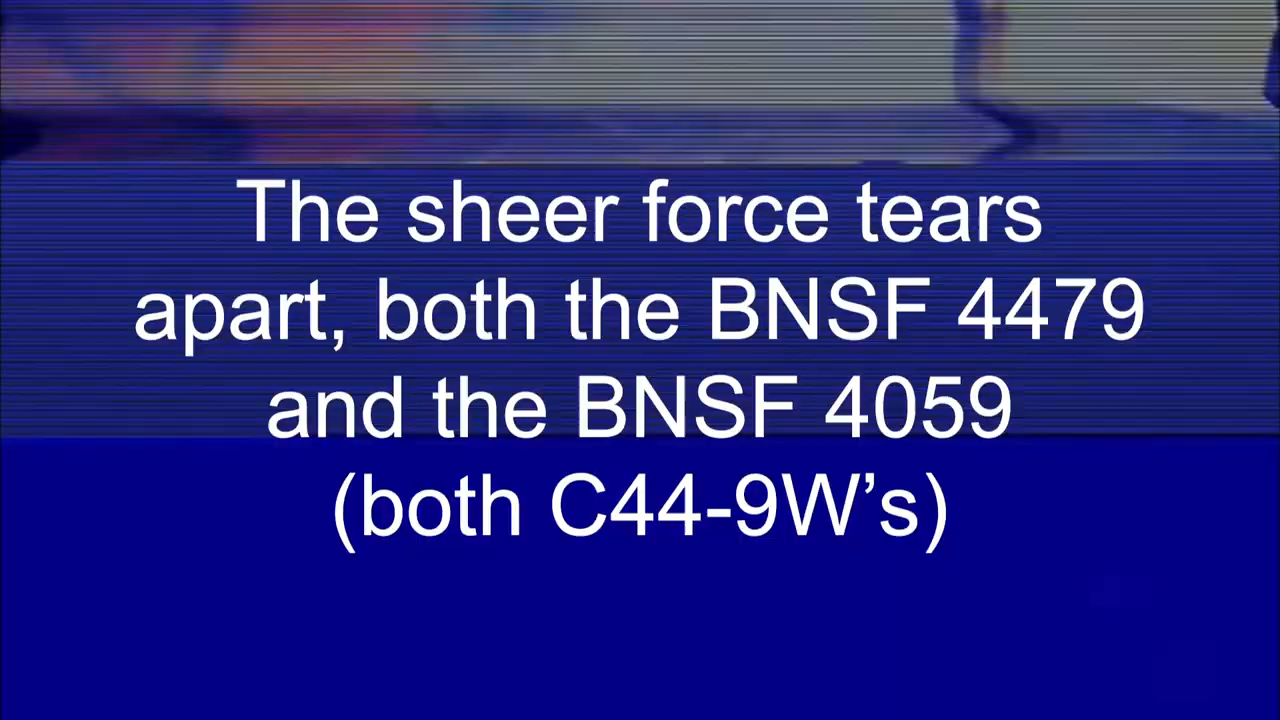 The sheer force tears
apart, both the BNSF 4479
and the BNSF 4059
(both C44-9W’s)